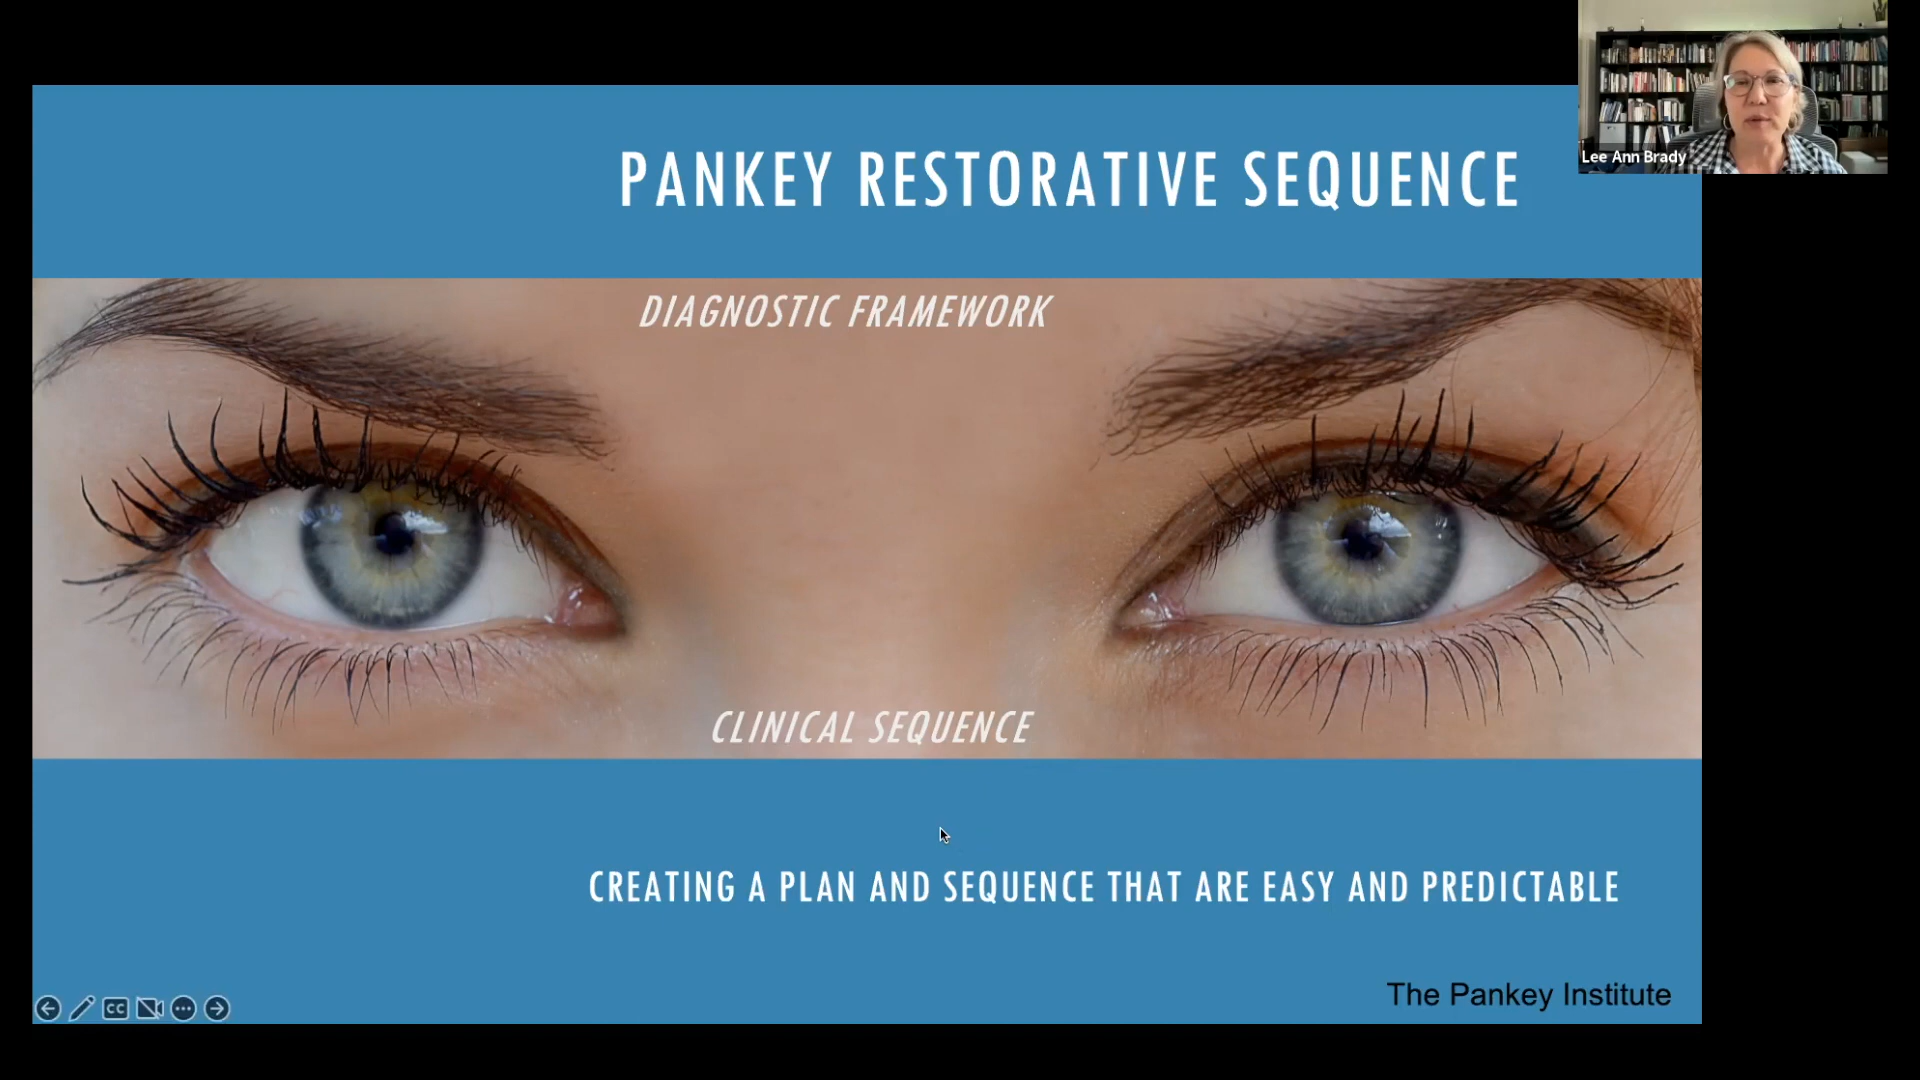 Lee Ann Brady
PANKEY RESTORATIVE SEQUENCE
DIAGNOSTIC FRAMEWORK
CLINICAL SEQUENCE
CREATING A PLAN AND SEQUENCE THAT ARE EASY AND PREDICTABLE
The Pankey Institute
CC